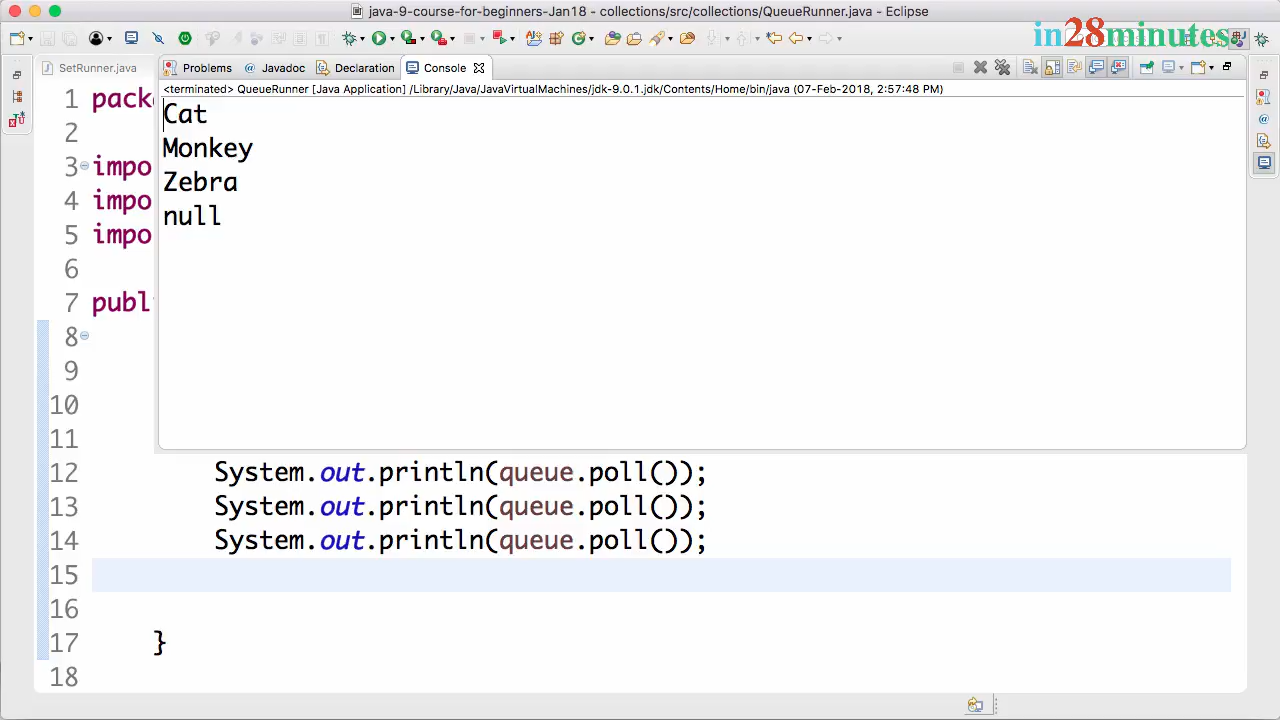 java-9-course-for-beginners-Jan18 - collections/src/collections/QueueRunner.java - Eclipse
in28minutes
SetRunner.java
Problems
@ Javadoc
Declaration
Console
<terminated> QueueRunner [Java Application] /Library/Java/JavaVirtualMachines/jdk-9.0.1.jdk/Contents/Home/bin/java (07-Feb-2018, 2:57:48 PM)
Cat
Monkey
Zebra
null
1 packa
2
3 impo
4 impo
5 impo
6
7 publi
8
9
10
11
12 System.out.println(queue.poll());
13 System.out.println(queue.poll());
14 System.out.println(queue.poll());
15
16
17 }
18